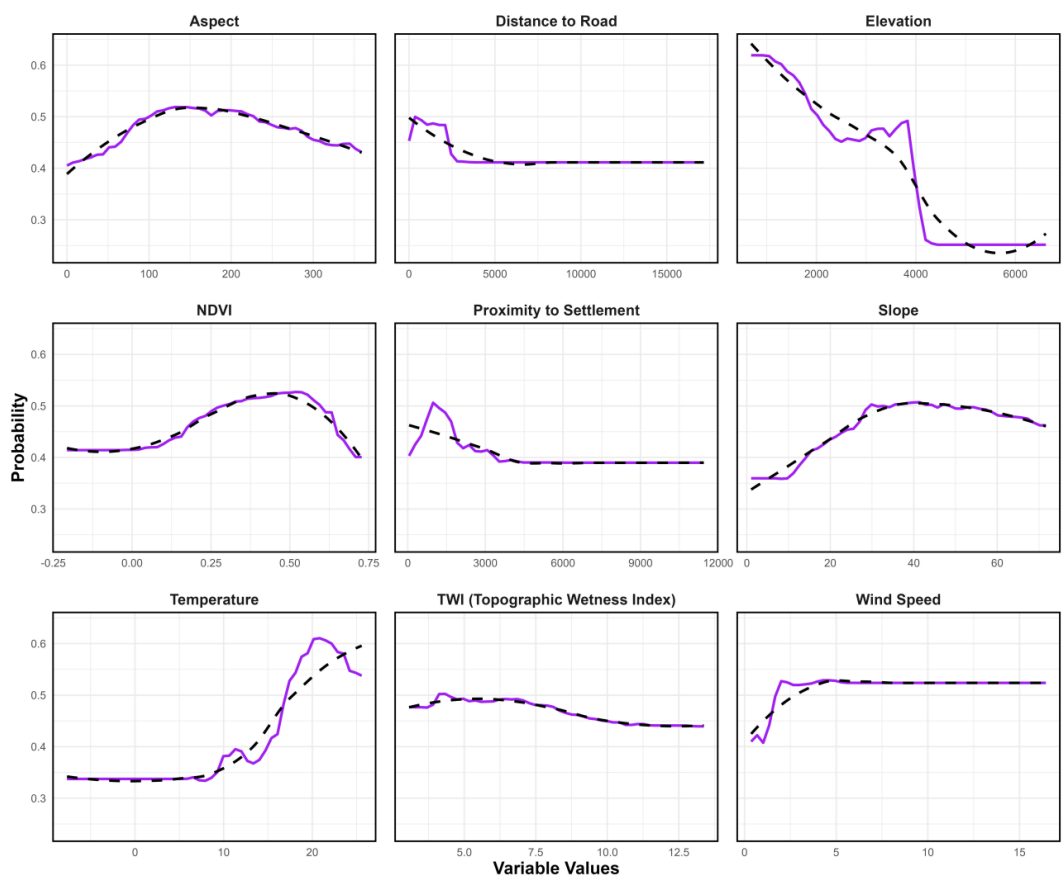 Aspect Distance to Road Elevation
0.6
0.5
0.4
0.3
0 100 200 300 0 5000 10000 15000 2000 4000 6000
NDVI Proximity to Settlement Slope
0.6
0.5
0.4
0.3
-0.25 0.00 0.25 0.50 0.75 0 3000 6000 9000 12000 0 20 40 60
Probability
Temperature TWI (Topographic Wetness Index) Wind Speed
0.6
0.5
0.4
0.3
0 10 20 5.0 7.5 10.0 12.5 0 5 10 15
Variable Values